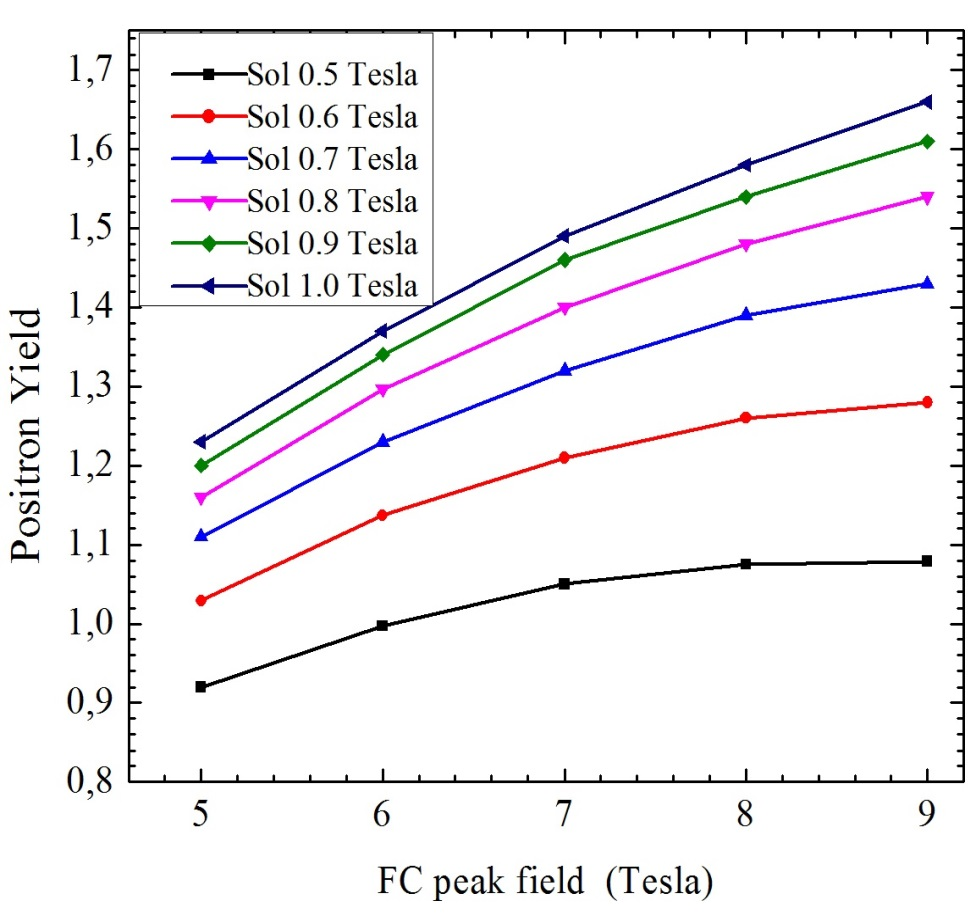 1,7
1,6
1,5
1,4
1,3
1,2
1,1
1,0
0,9
0,8
Positron Yield
Sol 0.5 Tesla
Sol 0.6 Tesla
Sol 0.7 Tesla
Sol 0.8 Tesla
Sol 0.9 Tesla
Sol 1.0 Tesla
5 6 7 8 9
FC peak field (Tesla)